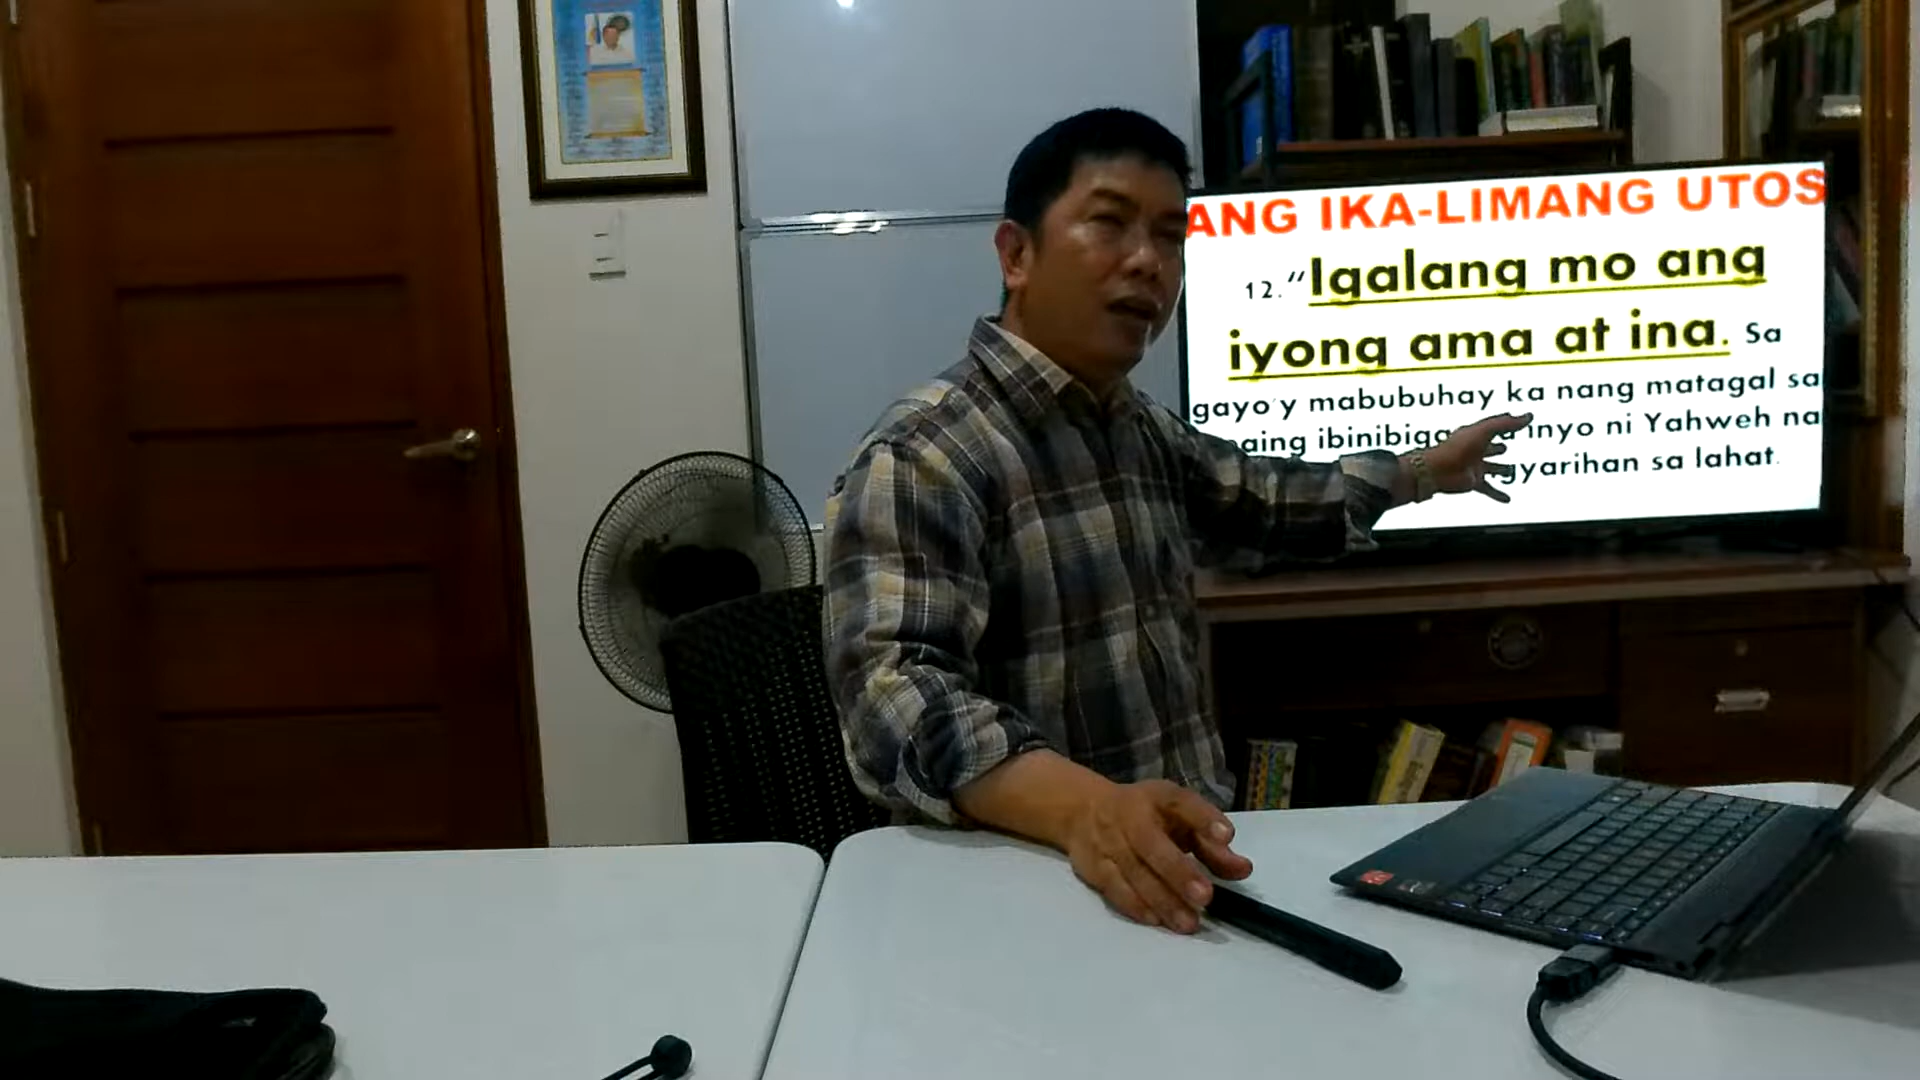 ANG IKA-LIMANG UTOS
12. “Igalang mo ang
iyong ama at ina. Sa
gayo'y mabubuhay ka nang matagal sa
inyo ni Yahweh na
sa lahat.